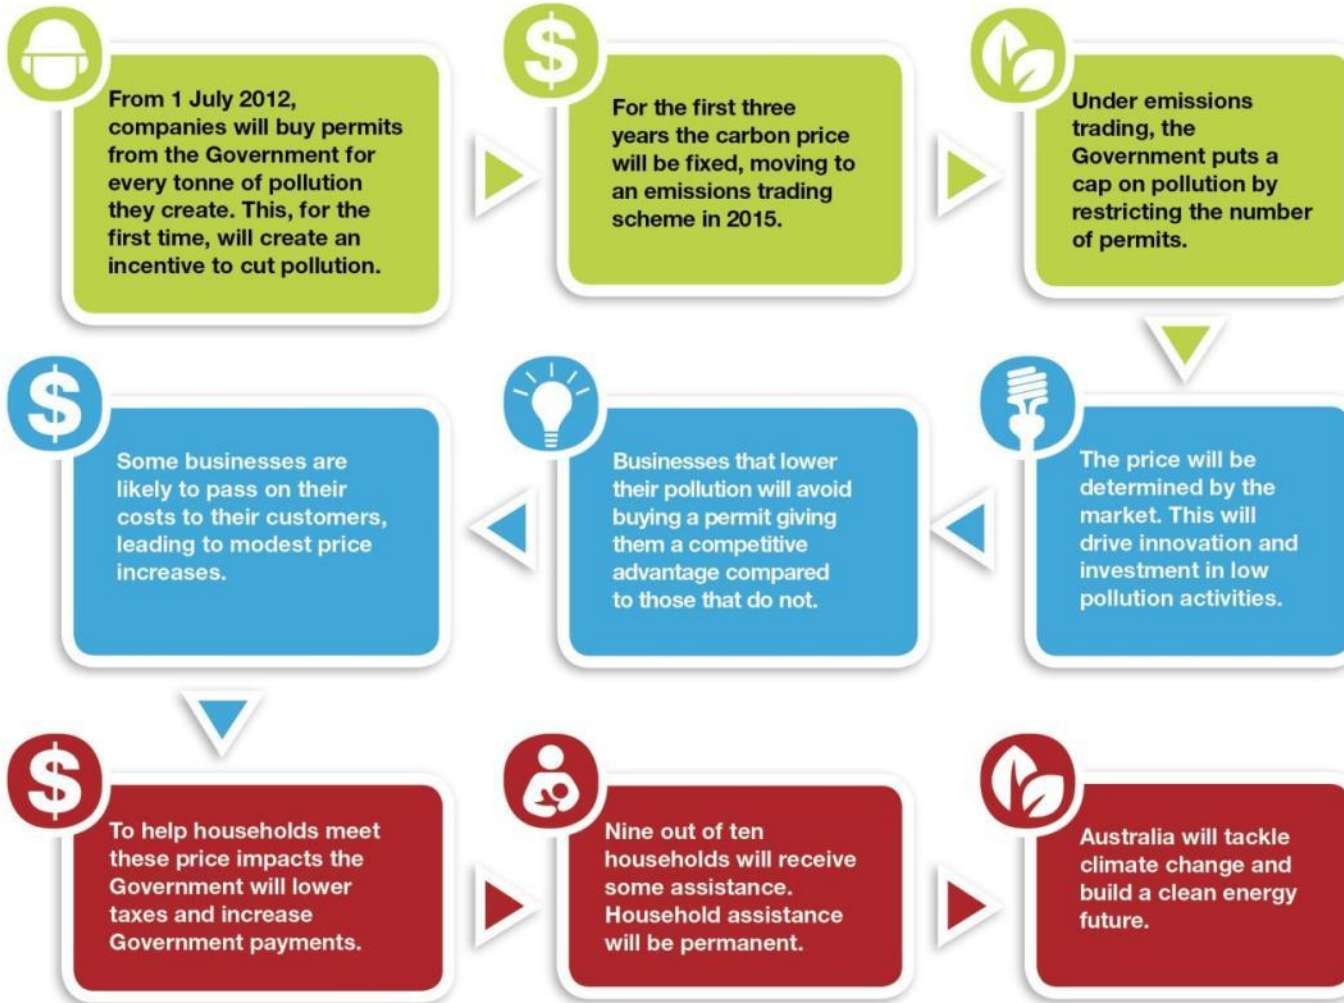 From 1 July 2012,
companies will buy permits
from the Government for
every tonne of pollution
they create. This, for the
first time, will create an
incentive to cut pollution.
For the first three
years the carbon price
will be fixed, moving to
an emissions trading
scheme in 2015.
Under emissions
trading, the
Government puts a
cap on pollution by
restricting the number
of permits.
The price will be
determined by the
market. This will
drive innovation and
investment in low
pollution activities.
Businesses that lower
their pollution will avoid
buying a permit giving
them a competitive
advantage compared
to those that do not.
Some businesses are
likely to pass on their
costs to their customers,
leading to modest price
increases.
To help households meet
these price impacts the
Government will lower
taxes and increase
Government payments.
Nine out of ten
households will receive
some assistance.
Household assistance
will be permanent.
Australia will tackle
climate change and
build a clean energy
future.